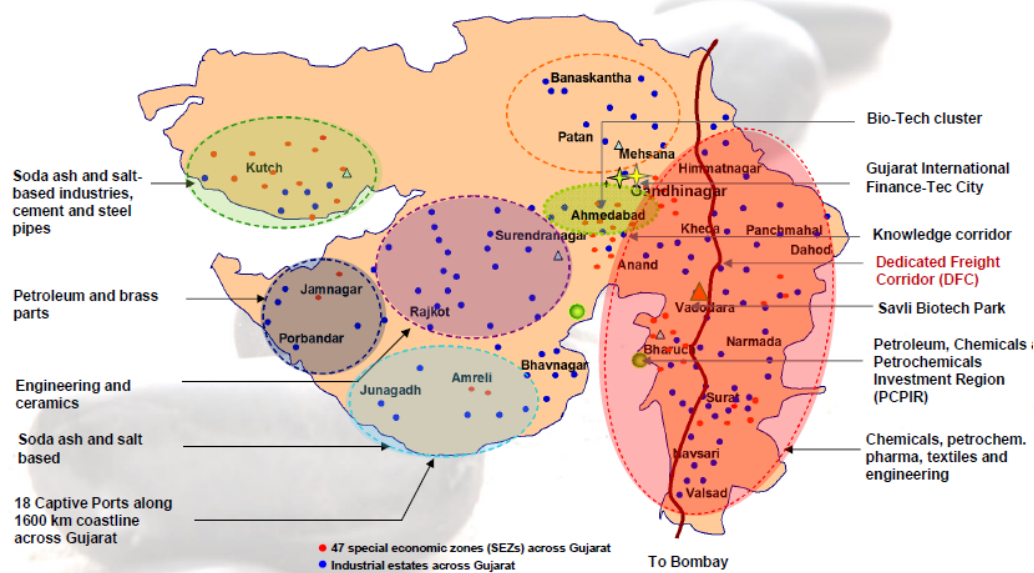 Banaskantha
Patan
Mehsana
Himmatnagar
Gandhinagar
Kutch
Ahmedabad
Surendranagar
Kheda
Panchmahal
Dahod
Anand
Jamnagar
Rajkot
Vadodara
Porbandar
Bharuch
Narmada
Bhavnagar
Junagadh
Amreli
Surat
Navsari
Valsad
To Bombay
Soda ash and salt-
based industries,
cement and steel
pipes
Petroleum and brass
parts
Engineering and
ceramics
Soda ash and salt
based
18 Captive Ports along
1600 km coastline
across Gujarat
Bio-Tech cluster
Gujarat International
Finance-Tec City
Knowledge corridor
Dedicated Freight
Corridor (DFC)
Savli Biotech Park
Petroleum, Chemicals a
Petrochemicals
Investment Region
(PCPIR)
Chemicals, petrochem.
pharma, textiles and
engineering
47 special economic zones (SEZs) across Gujarat
Industrial estates across Gujarat